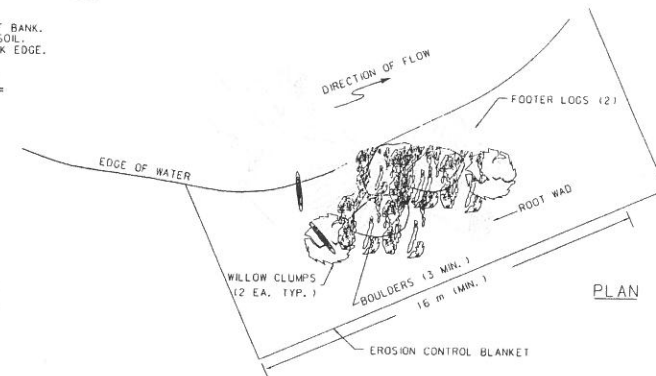 T BANK.
SOIL.
K EDGE.
DIRECTION OF FLOW
FOOTER LOGS (2)
EDGE OF WATER
ROOT WAD
WILLOW CLUMPS
(2 EA. TYP.)
BOULDERS (3 MIN.)
16 m (MIN.)
PLAN
EROSION CONTROL BLANKET